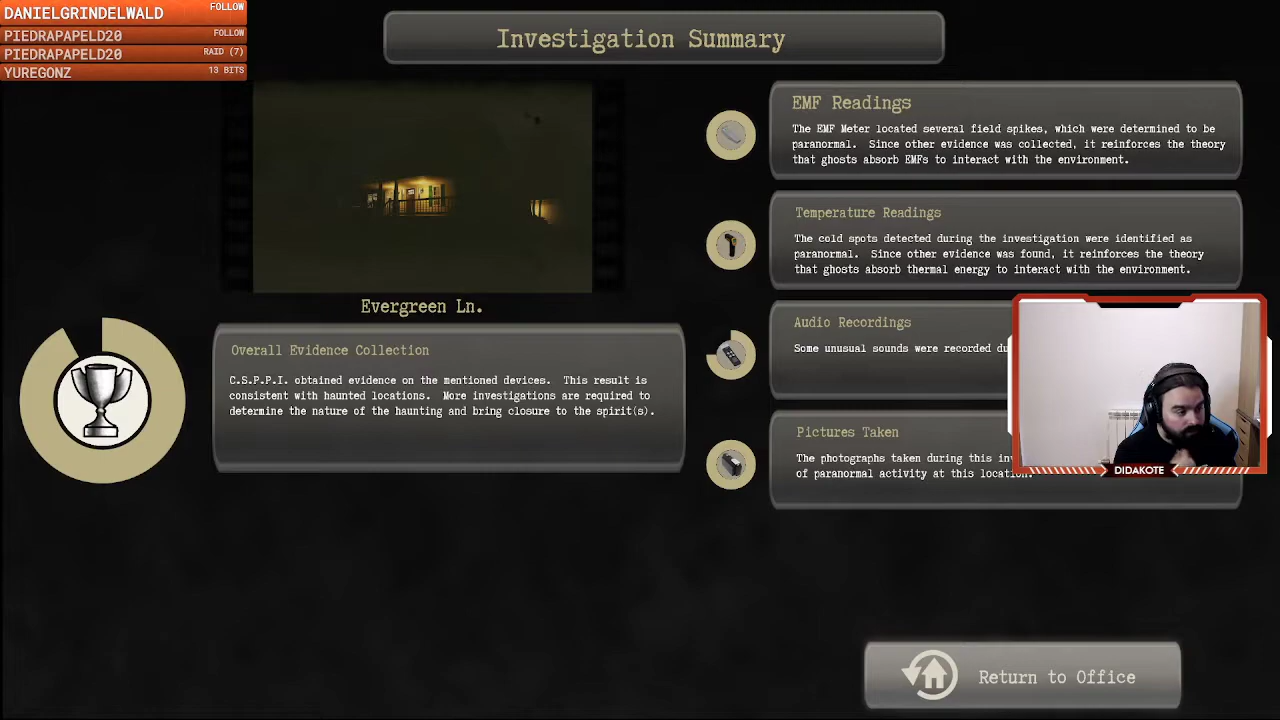 DANIELGRINDELWALD FOLLOW
PIEDRAPAPELD20 FOLLOW
PIEDRAPAPELD20 RAID (7)
YUREGONZ 13 BITS
Investigation Summary
Evergreen Ln.
Overall Evidence Collection
C.S.P.P.I. obtained evidence on the mentioned devices. This result is
consistent with haunted locations. More investigations are required to
determine the nature of the haunting and bring closure to the spirit(s).
EMF Readings
The EMF Meter located several field spikes, which were determined to be
paranormal. Since other evidence was collected, it reinforces the theory
that ghosts absorb EMFs to interact with the environment.
Temperature Readings
The cold spots detected during the investigation were identified as
paranormal. Since other evidence was found, it reinforces the theory
that ghosts absorb thermal energy to interact with the environment.
Audio Recordings
Some unusual sounds were recorded
Pictures Taken
The photographs taken during this
of paranormal activity at this location.
DIDAKOTE
Return to Office